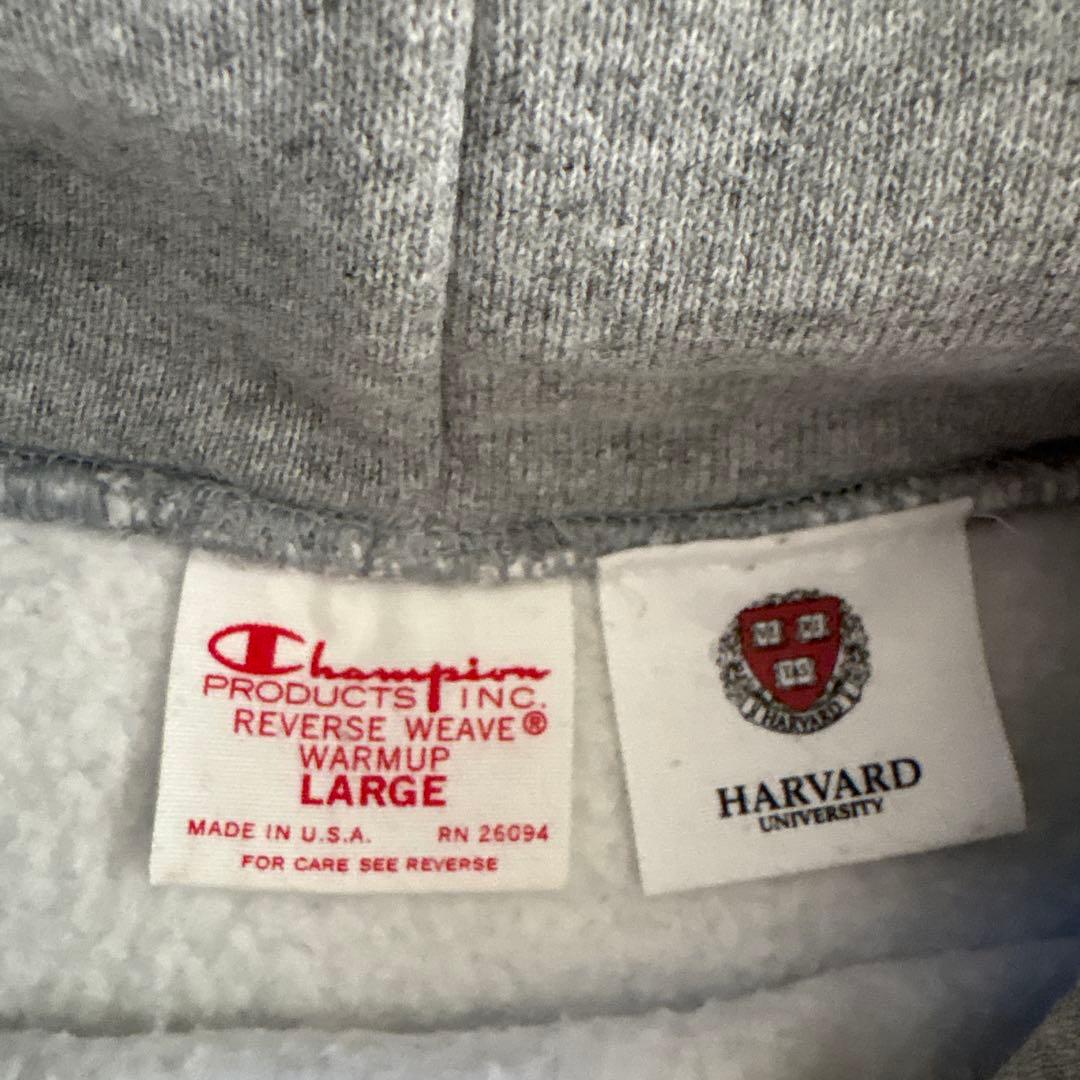 Champion
PRODUCTS INC.
REVERSE WEAVE®
WARMUP
LARGE
MADE IN U.S.A. RN 26094
FOR CARE SEE REVERSE
VE RI
TAS
HARVARD
HARVARD
UNIVERSITY